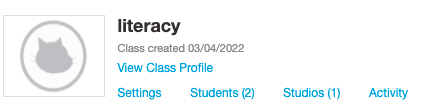 literacy
Class created 03/04/2022
View Class Profile
Settings Students (2) Studios (1) Activity